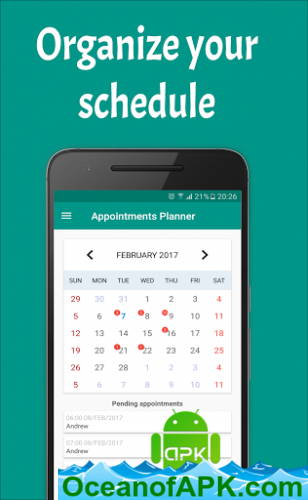 Organize your
schedule
21% 20:26
Appointments Planner
FEBRUARY 2017
SUN MON TUE WED THU FRI SAT
29 30 31 1 2 3 4
5 6 7 8 9 10 11
12 13 14 15 16 17 18
19 20 21 22 23 24 25
26 27 28 1 2 3 4
5 6 7 8 9 10 11
Pending appointments
06:00 08/FEB/2017
Andrew
07:00 08/FEB/2017
Andrew
APK
OceanofAPK.com